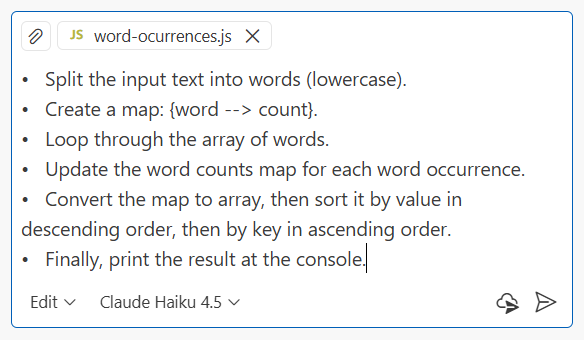 JS word-ocurrences.js
• Split the input text into words (lowercase).
• Create a map: {word --> count}.
• Loop through the array of words.
• Update the word counts map for each word occurrence.
• Convert the map to array, then sort it by value in
descending order, then by key in ascending order.
• Finally, print the result at the console.
Edit Claude Haiku 4.5